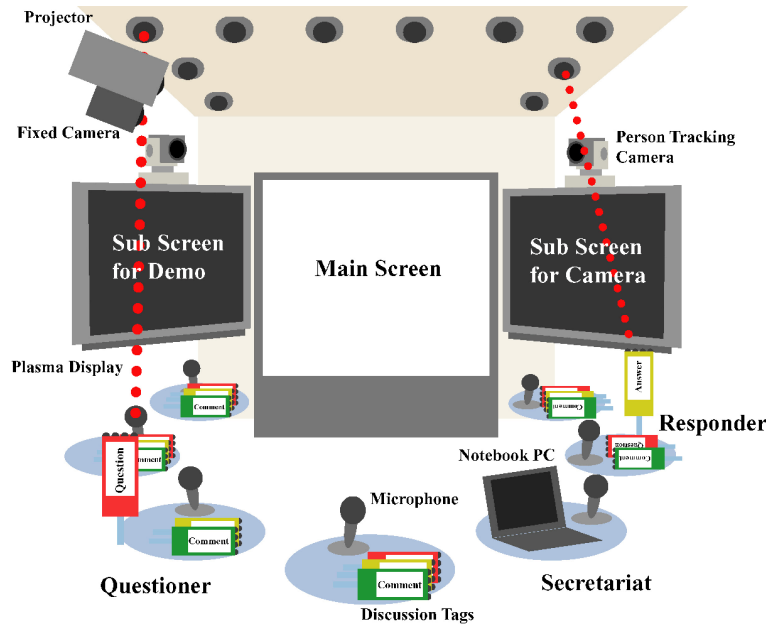 Projector
Fixed Camera
Person Tracking
Camera
Sub Screen
for Demo
Main Screen
Sub Screen
for Camera
Plasma Display
Comment
Comment
Answer
Responder
Question
Comment
Question
Comment
Notebook PC
Microphone
Comment
Comment
Questioner
Secretariat
Discussion Tags